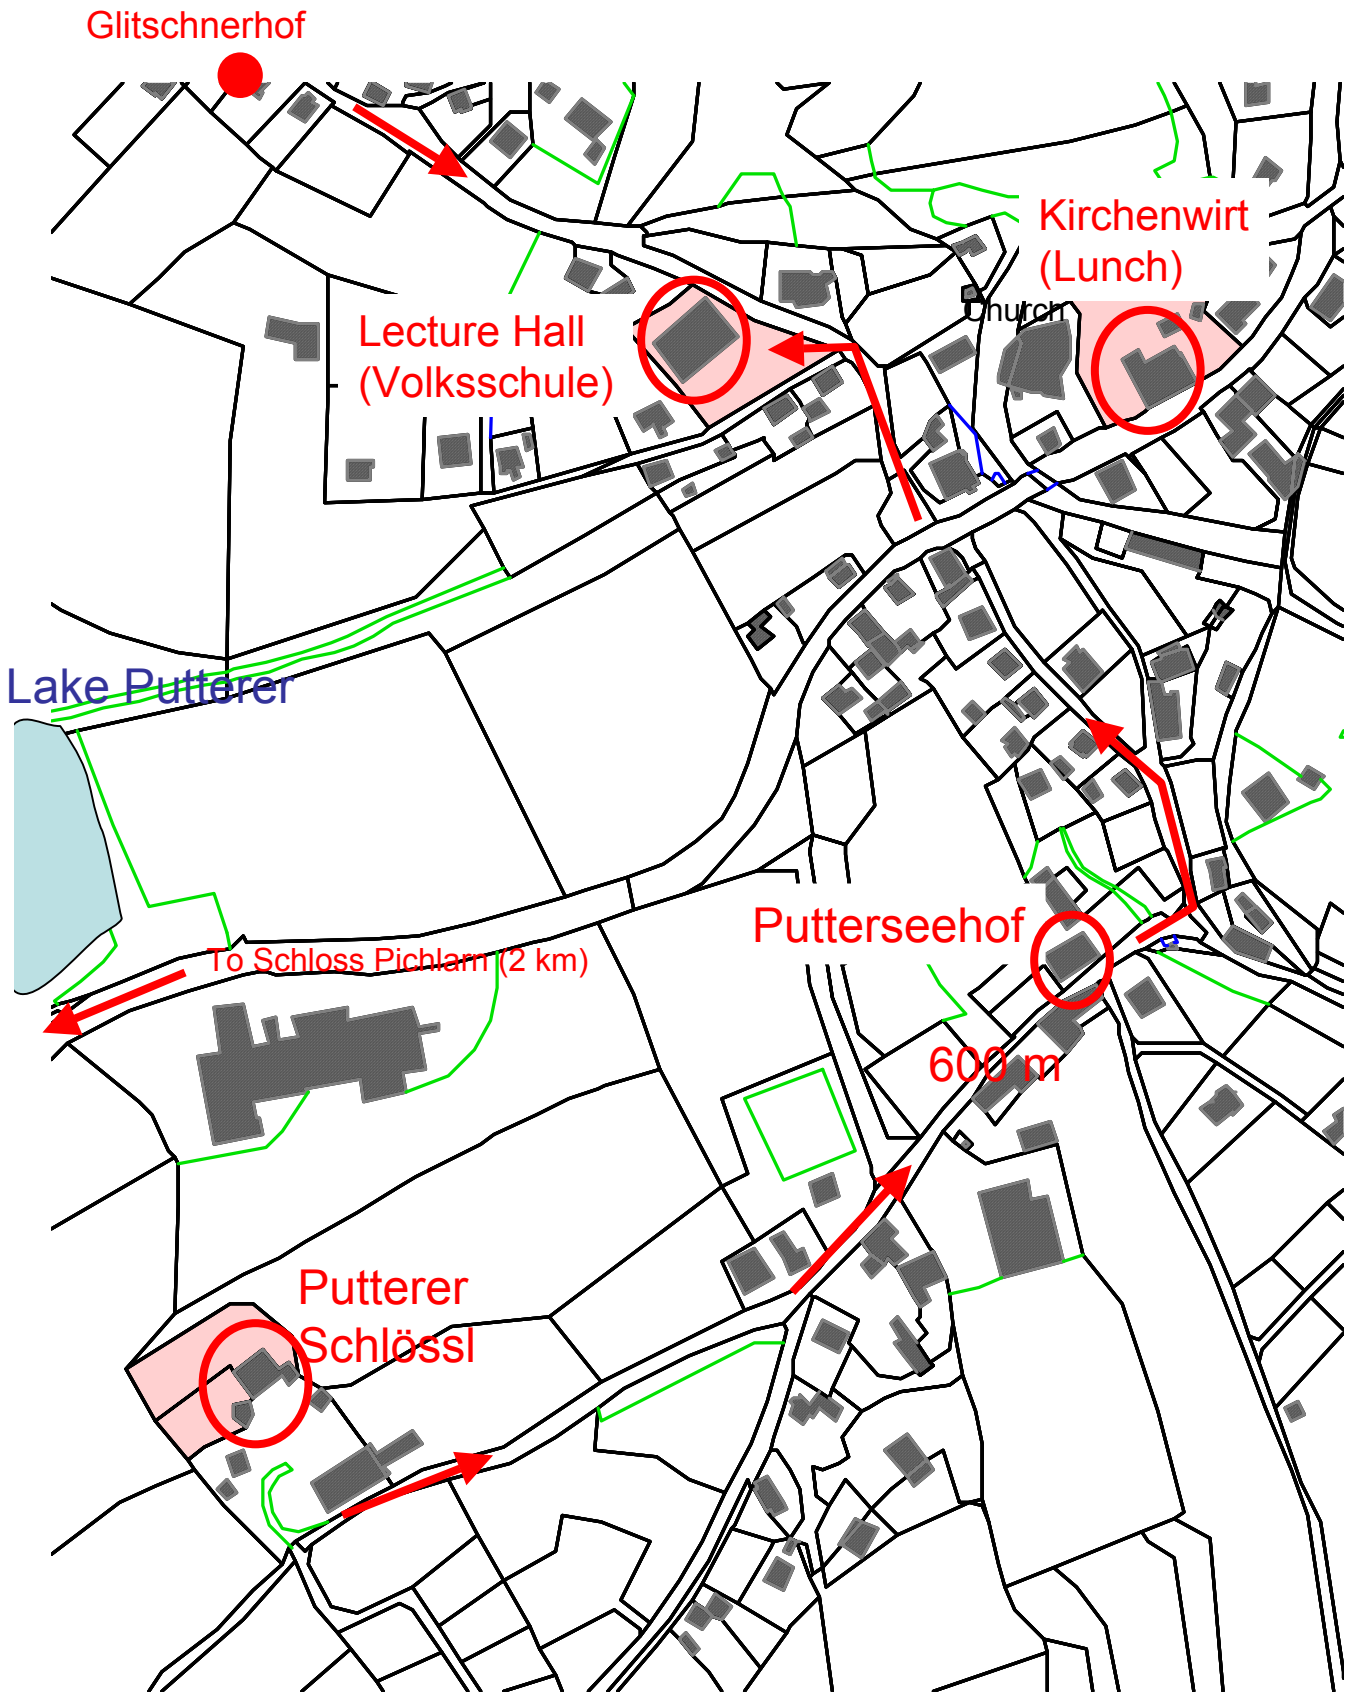 Glitschnerhof
Kirchenwirt
(Lunch)
Church
Lecture Hall
(Volksschule)
Lake Putterer
Putterseehof
To Schloss Pichlarn (2 km)
600 m
Putterer
Schlössl